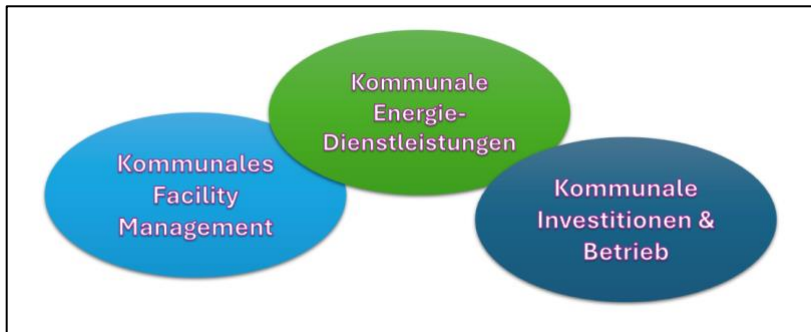 Kommunales
Facility
Management
Kommunale
Energie-
Dienstleistungen
Kommunale
Investitionen &
Betrieb